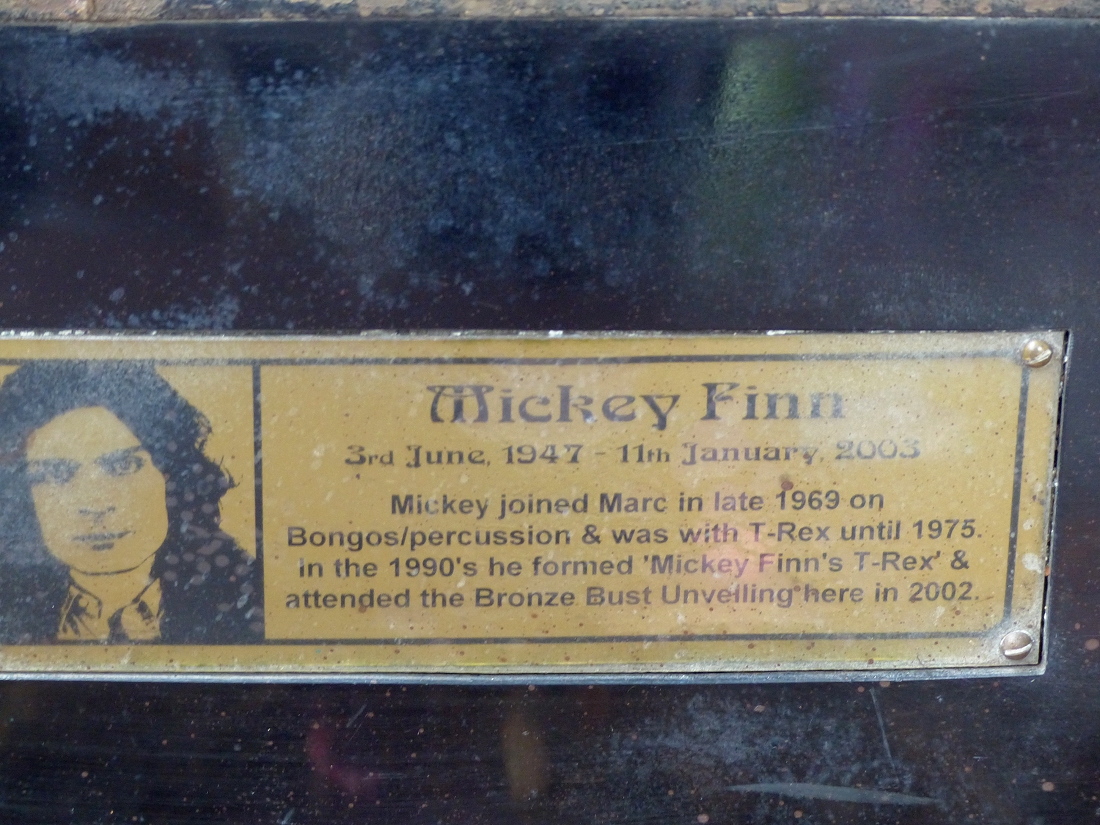 Mickey Finn
3rd June, 1947 - 11th January, 2003
Mickey joined Marc in late 1969 on
Bongos/percussion & was with T-Rex until 1975.
In the 1990's he formed 'Mickey Finn's T-Rex' &
attended the Bronze Bust Unveiling here in 2002.